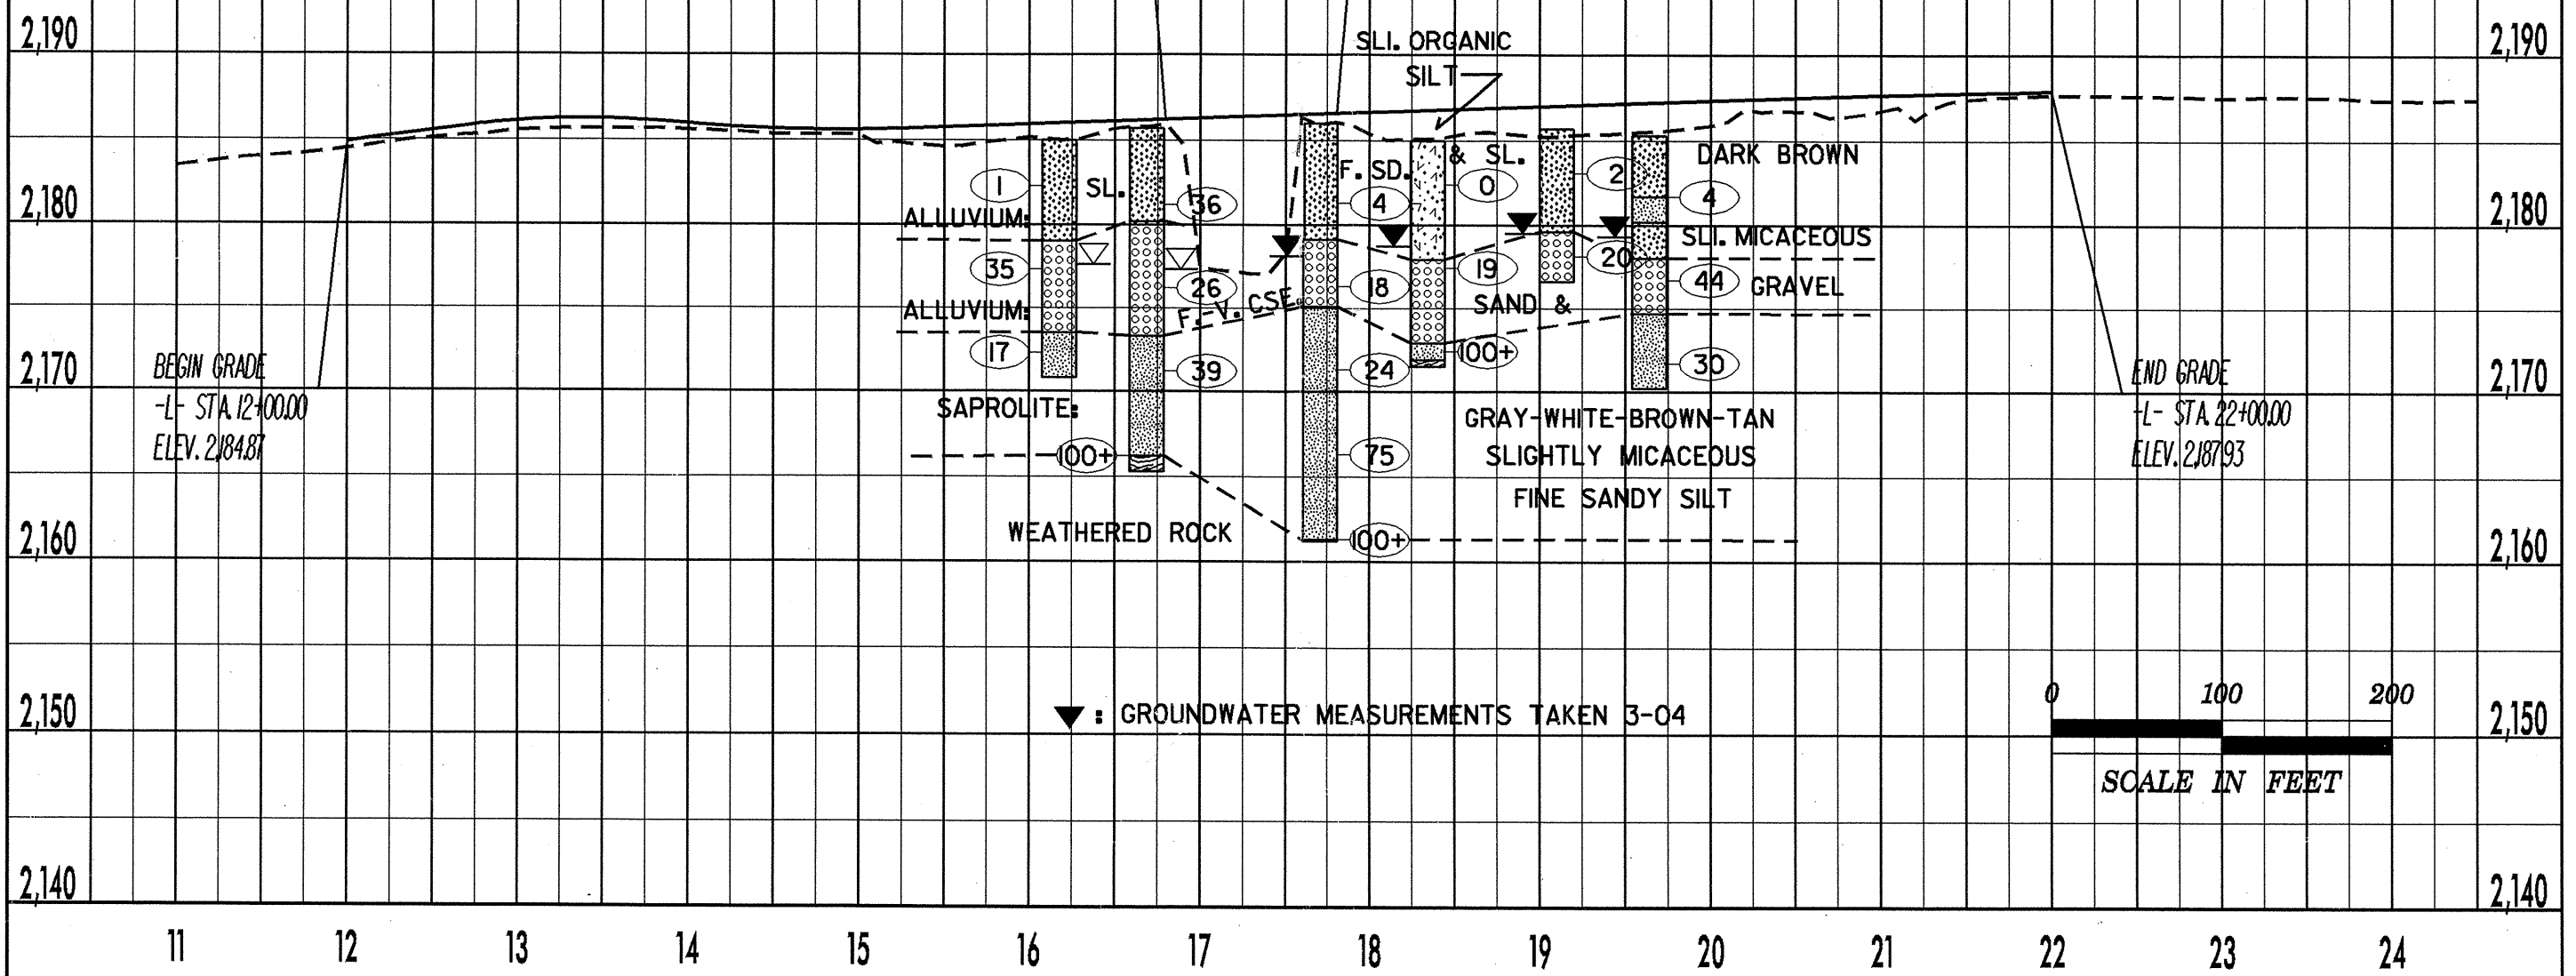 2,190
2,190
SLI. ORGANIC
SILT
F. SD. & SL.
DARK BROWN
1
SL.
36
4
0
2
4
2,180
ALLUVIUM:
2,180
SLI. MICACEOUS
35
26
18
19
20
44
GRAVEL
ALLUVIUM:
F. V. CSE.
SAND &
17
39
24
100+
30
2,170
2,170
BEGIN GRADE
-L- STA. 12+00.00
ELEV. 2,184.87
END GRADE
-L- STA. 22+00.00
ELEV. 2,187.93
SAPROLITE:
GRAY-WHITE-BROWN-TAN
SLIGHTLY MICACEOUS
FINE SANDY SILT
100+
75
WEATHERED ROCK
100+
2,160
2,160
▼ : GROUNDWATER MEASUREMENTS TAKEN 3-04
0 100 200
SCALE IN FEET
2,150
2,150
2,140
2,140
11 12 13 14 15 16 17 18 19 20 21 22 23 24